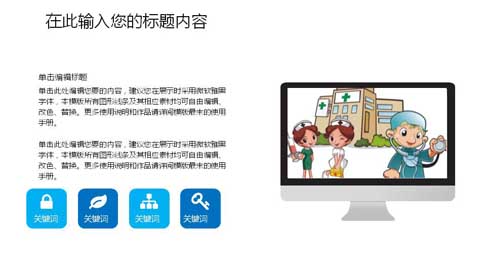 在此输入您的标题内容
单击编辑标题
单击此处编辑您要的内容，建议您在展示时采用微软雅黑
字体，本模版所有图形线条及其相应素材均可自由编辑、
改色、替换。更多使用说明和作品请详阅模版最末的使用
手册。
单击此处编辑您要的内容，建议您在展示时采用微软雅黑
字体，本模版所有图形线条及其相应素材均可自由编辑、
改色、替换。更多使用说明和作品请详阅模版最末的使用
手册。
关键词 关键词 关键词 关键词